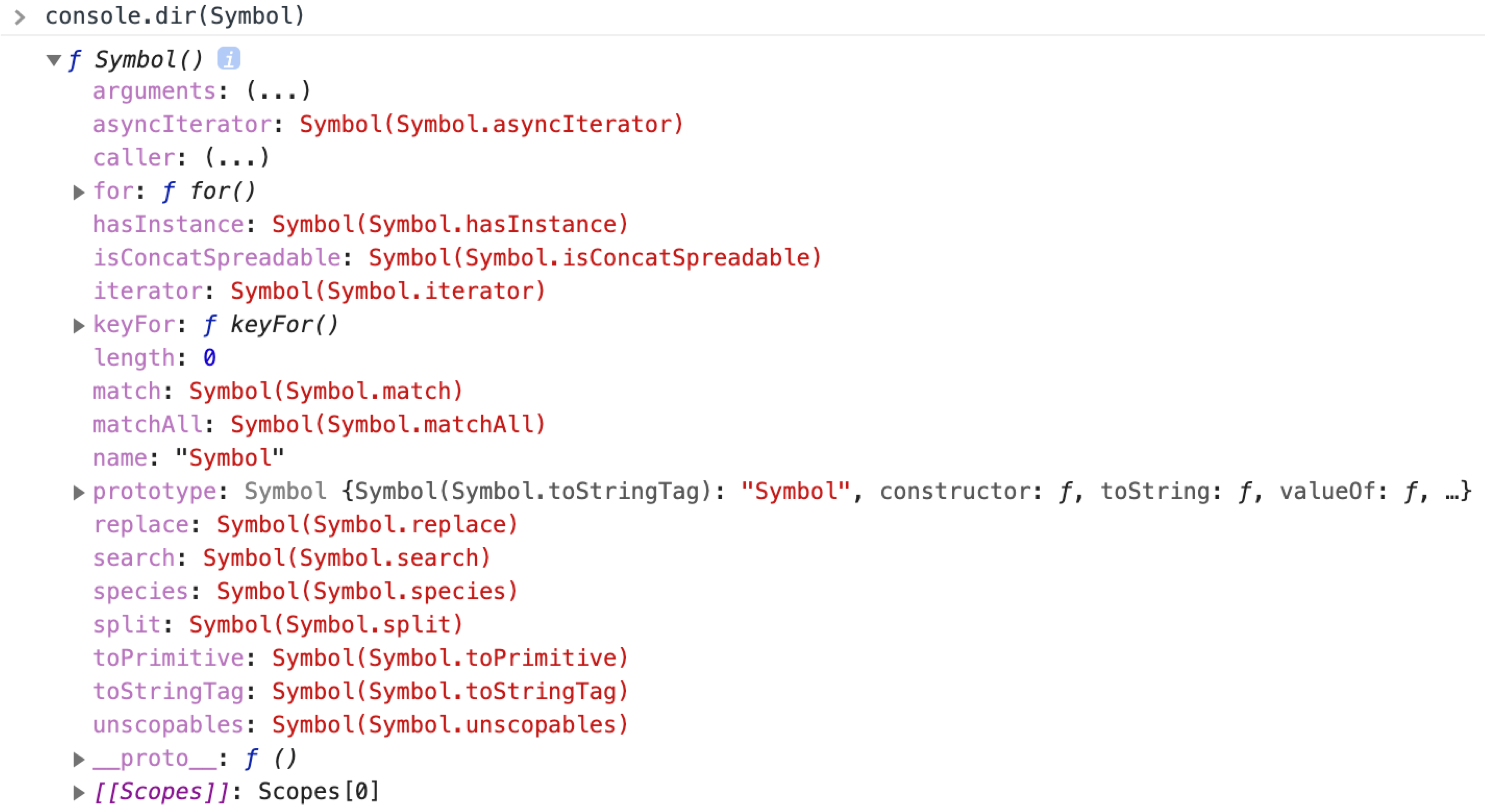 > console.dir(Symbol)
▼ƒ Symbol() i
arguments: (...)
asyncIterator: Symbol(Symbol.asyncIterator)
caller: (...)
▶for: ƒ for()
hasInstance: Symbol(Symbol.hasInstance)
isConcatSpreadable: Symbol(Symbol.isConcatSpreadable)
iterator: Symbol(Symbol.iterator)
▶keyFor: ƒ keyFor()
length: 0
match: Symbol(Symbol.match)
matchAll: Symbol(Symbol.matchAll)
name: "Symbol"
▶prototype: Symbol {Symbol(Symbol.toStringTag): "Symbol", constructor: ƒ, toString: ƒ, valueOf: ƒ, …}
replace: Symbol(Symbol.replace)
search: Symbol(Symbol.search)
species: Symbol(Symbol.species)
split: Symbol(Symbol.split)
toPrimitive: Symbol(Symbol.toPrimitive)
toStringTag: Symbol(Symbol.toStringTag)
unscopables: Symbol(Symbol.unscopables)
▶__proto__: ƒ ()
▶[[Scopes]]: Scopes[0]